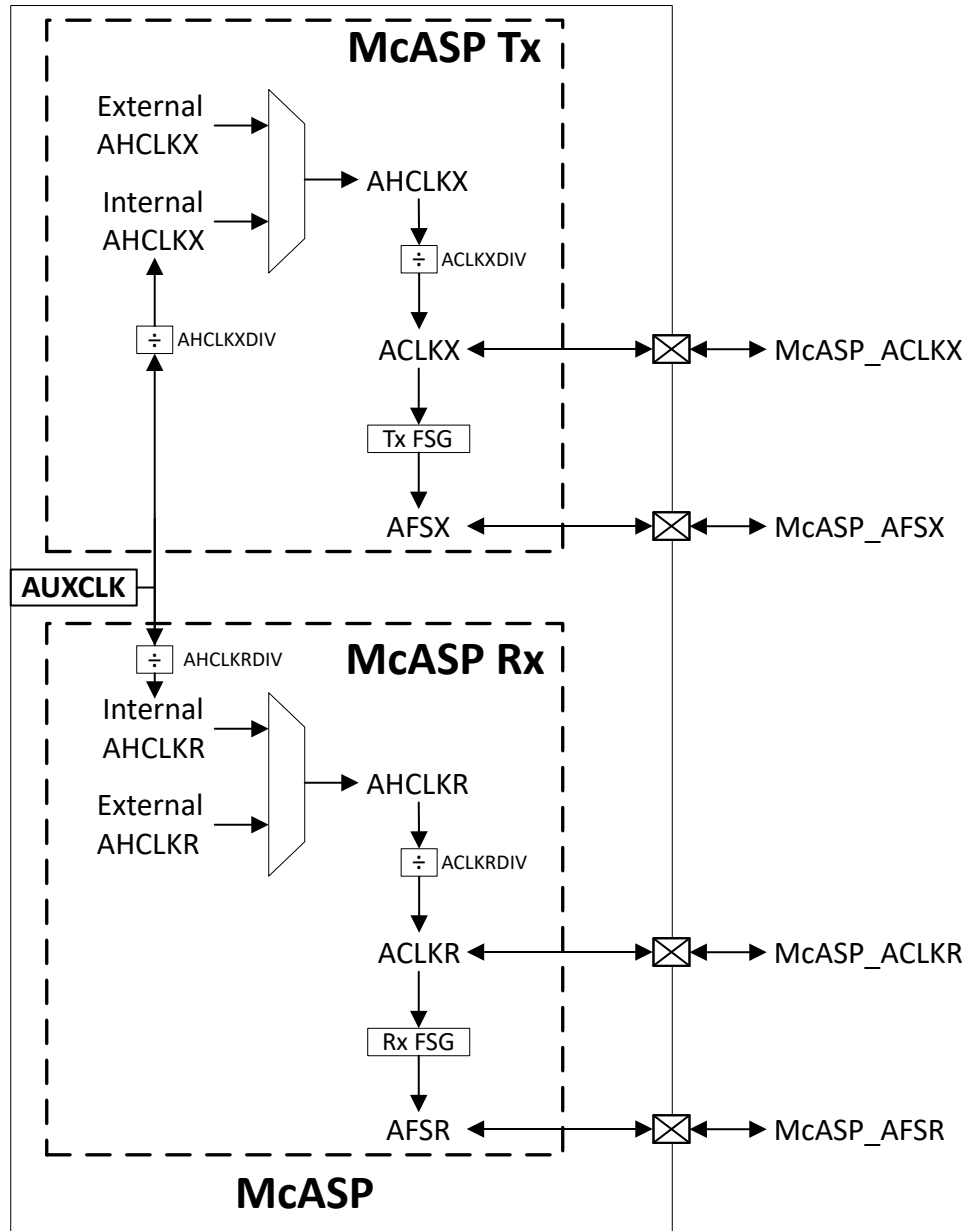 McASP Tx
External
AHCLKX
Internal
AHCLKX
AHCLKX
÷ ACLKXDIV
÷ AHCLKXDIV
ACLKX
McASP_ACLKX
Tx FSG
AFSX
McASP_AFSX
AUXCLK
÷ AHCLKRDIV
McASP Rx
Internal
AHCLKR
External
AHCLKR
AHCLKR
÷ ACLKRDIV
ACLKR
McASP_ACLKR
Rx FSG
AFSR
McASP_AFSR
McASP